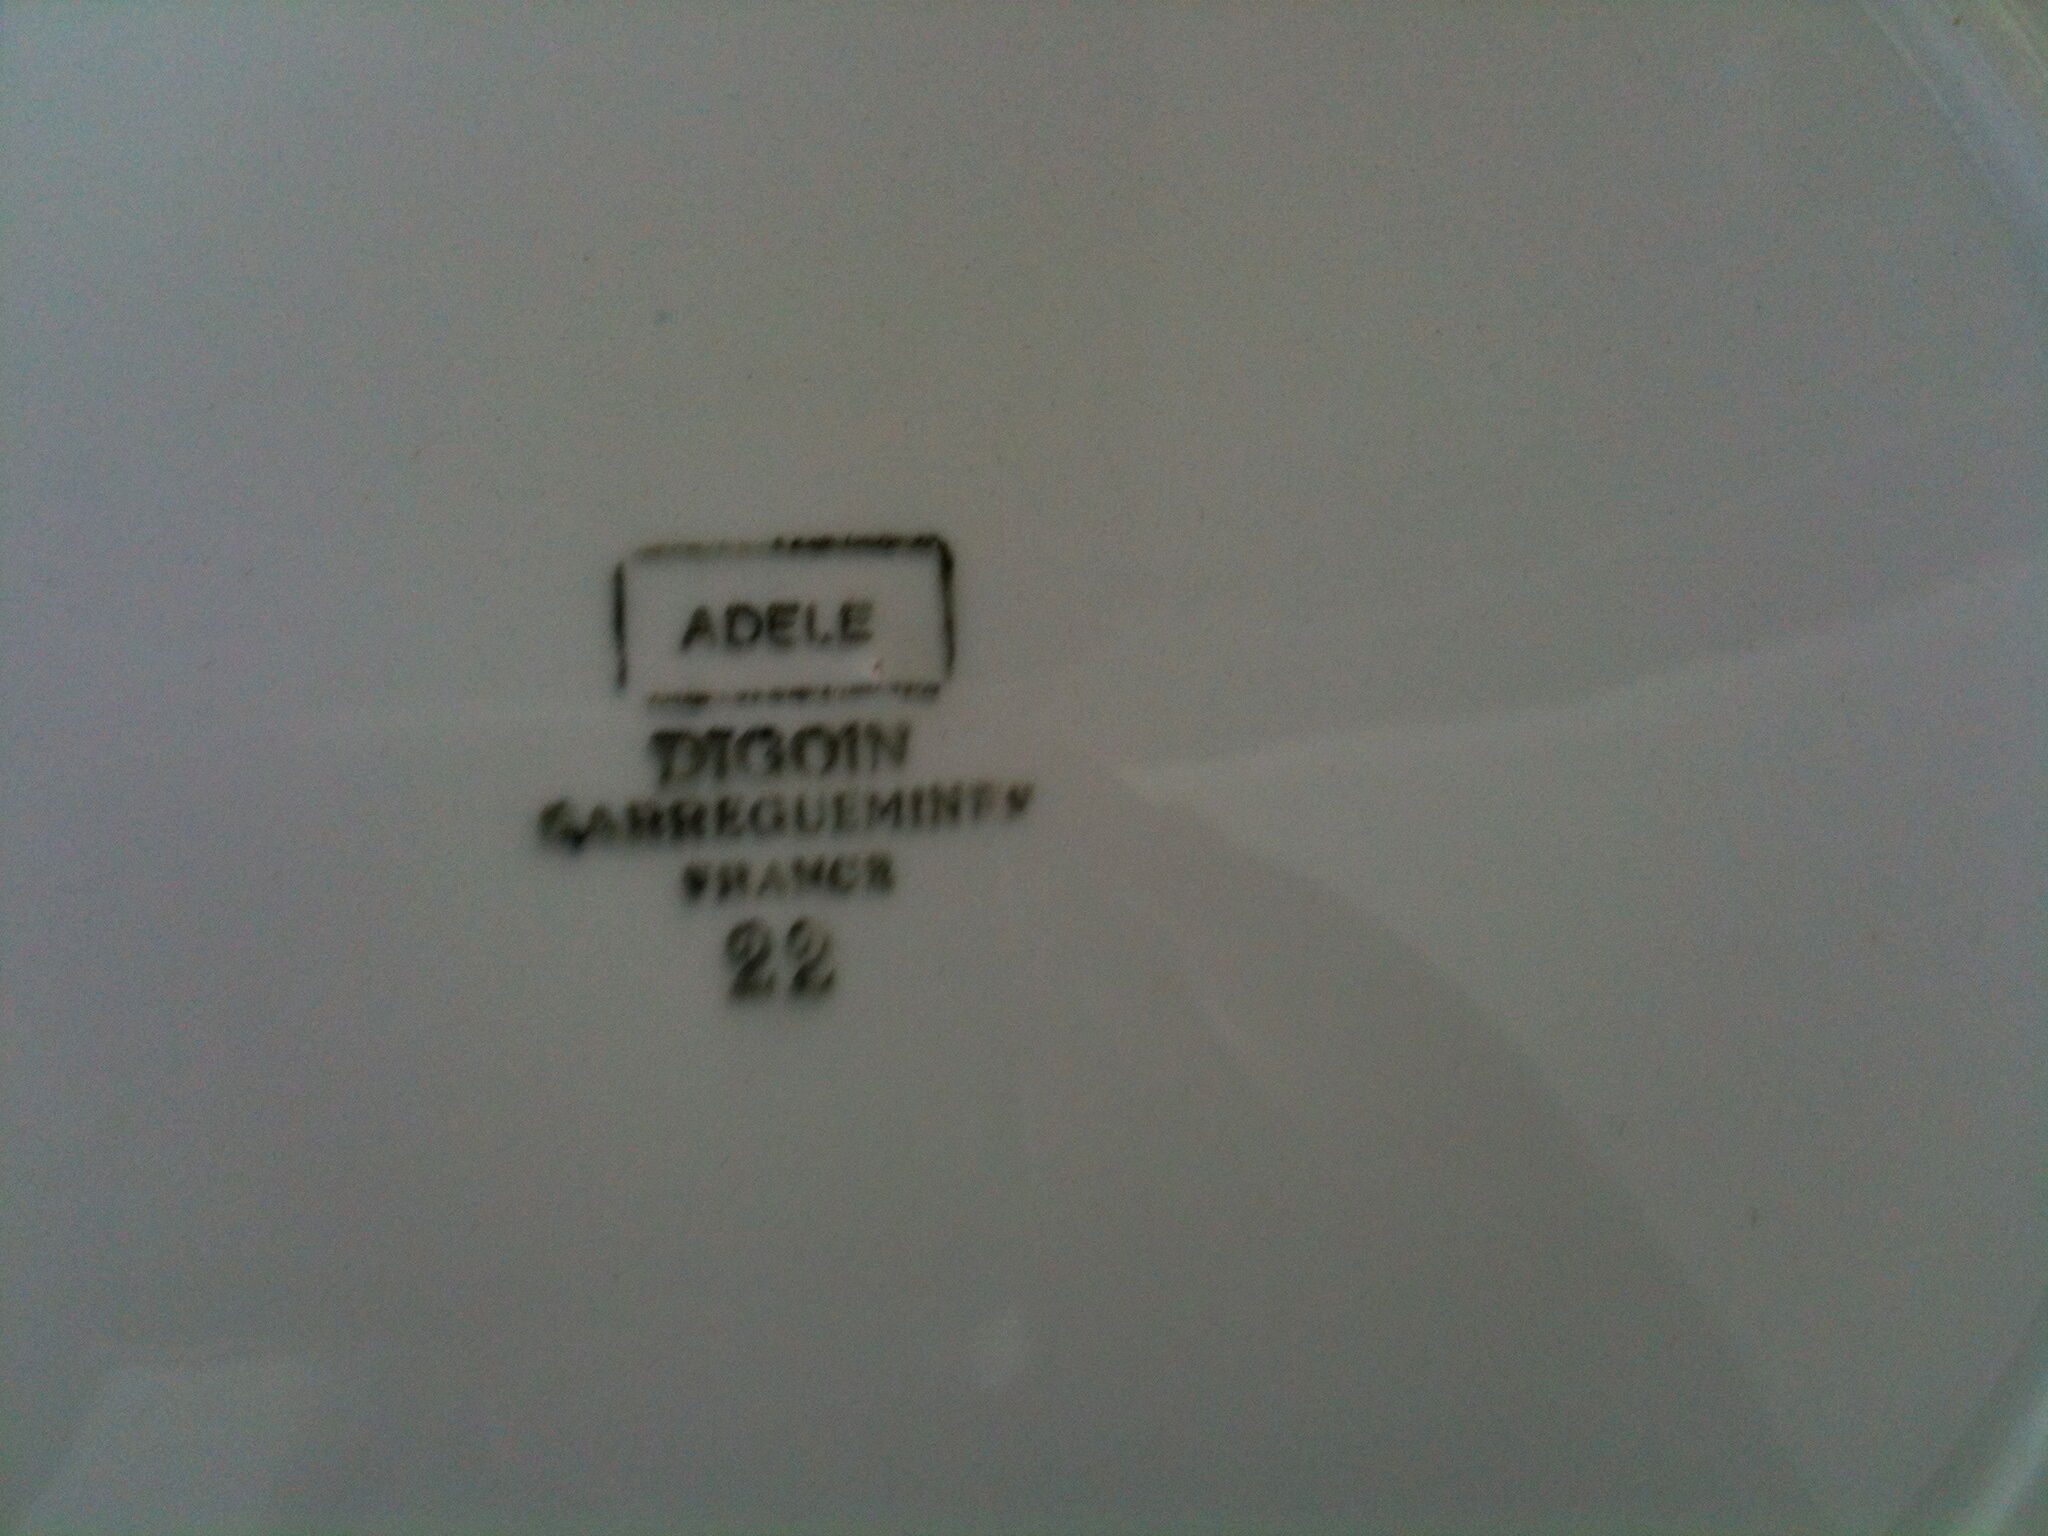 ADELE
DIGOIN
SARREGUEMINES
FRANCE
22